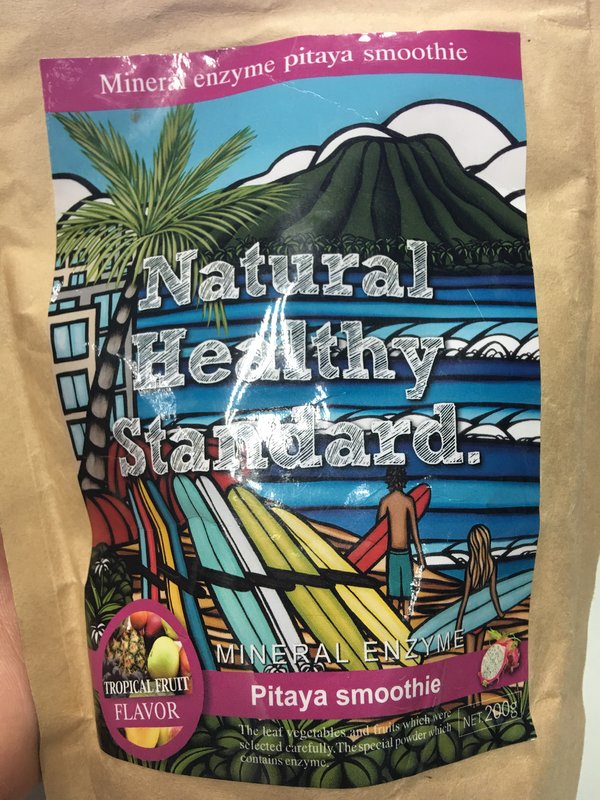 Mineral enzyme pitaya smoothie
Natural
Healthy
Standard.
MINERAL ENZYME
TROPICAL FRUIT
FLAVOR
Pitaya smoothie
The leaf vegetables and fruits which were
selected carefully. The special powder which
contains enzyme.
NET.200g